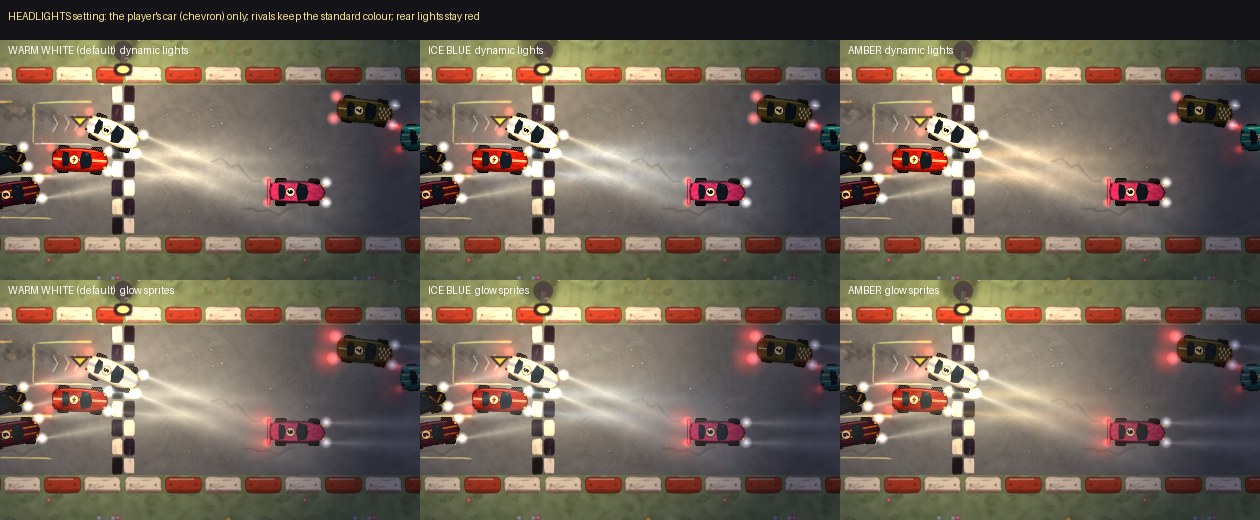 HEADLIGHTS setting: the player's car (chevron) only; rivals keep the standard colour; rear lights stay red
WARM WHITE (default) dynamic lights
ICE BLUE dynamic lights
AMBER dynamic lights
WARM WHITE (default) glow sprites
ICE BLUE glow sprites
AMBER glow sprites